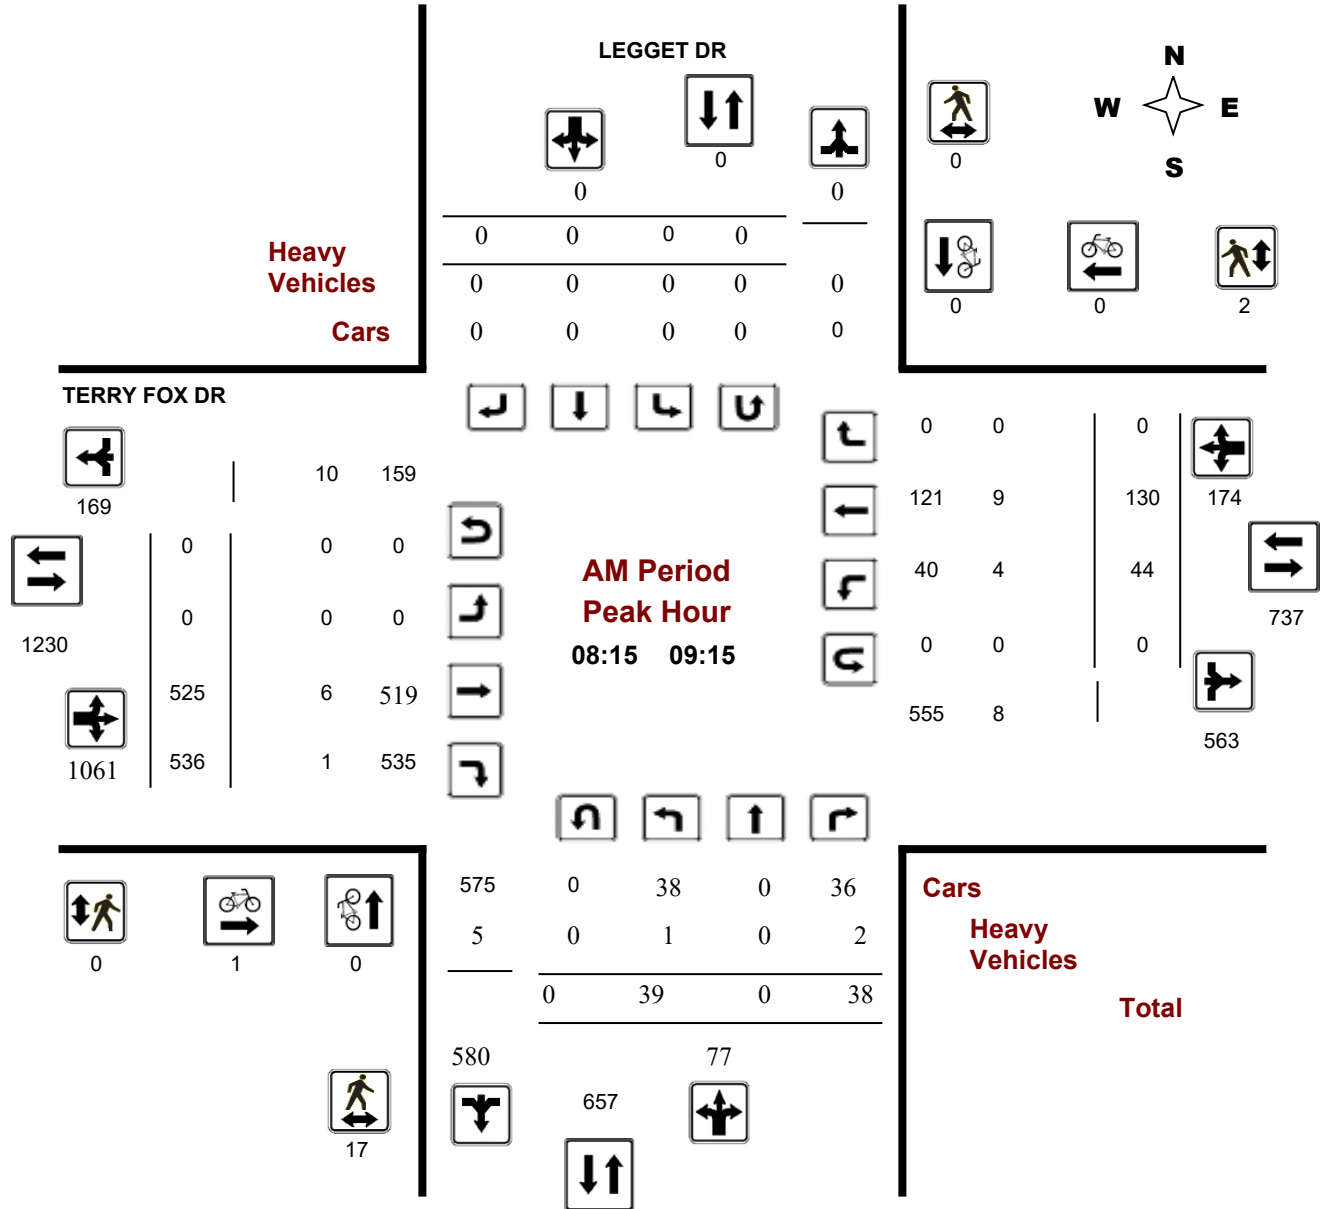 LEGGET DR
N
W E
S
0
0
0 0
0
0 0 0 0
Heavy
Vehicles
0 0 0 0 0
0 0 2
Cars
0 0 0 0 0
TERRY FOX DR
0 0 0
10 159
169
121 9 130 174
0 0 0
AM Period
40 4 44
Peak Hour
0 0 0
737
1230
08:15 09:15
0 0 0
525 6 519
555 8
563
1061 536 1 535
575 0 38 0 36
Cars
5 0 1 0 2
Heavy
Vehicles
0 1 0
0 39 0 38
Total
580 77
657
17